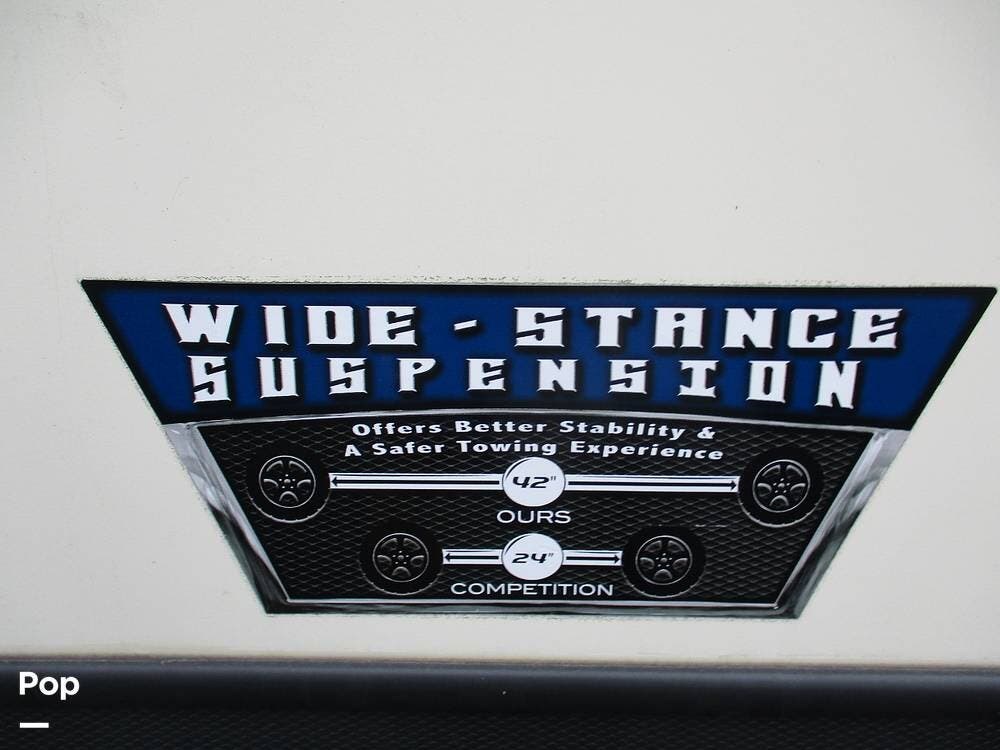 WIDE - STANCE
SUSPENSION
Offers Better Stability &
A Safer Towing Experience
42"
OURS
24"
COMPETITION
Pop